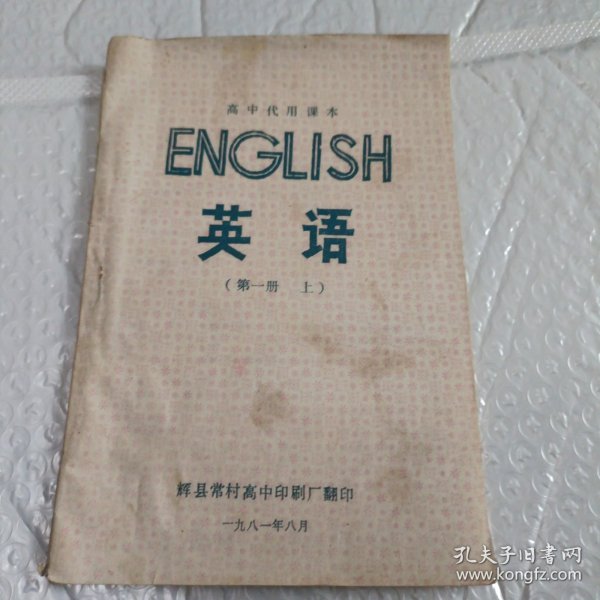 高中代用课本
ENGLISH
英语
（第一册 上）
辉县常村高中印刷厂翻印
一九八一年八月
孔夫子旧书网
www.kongfz.com